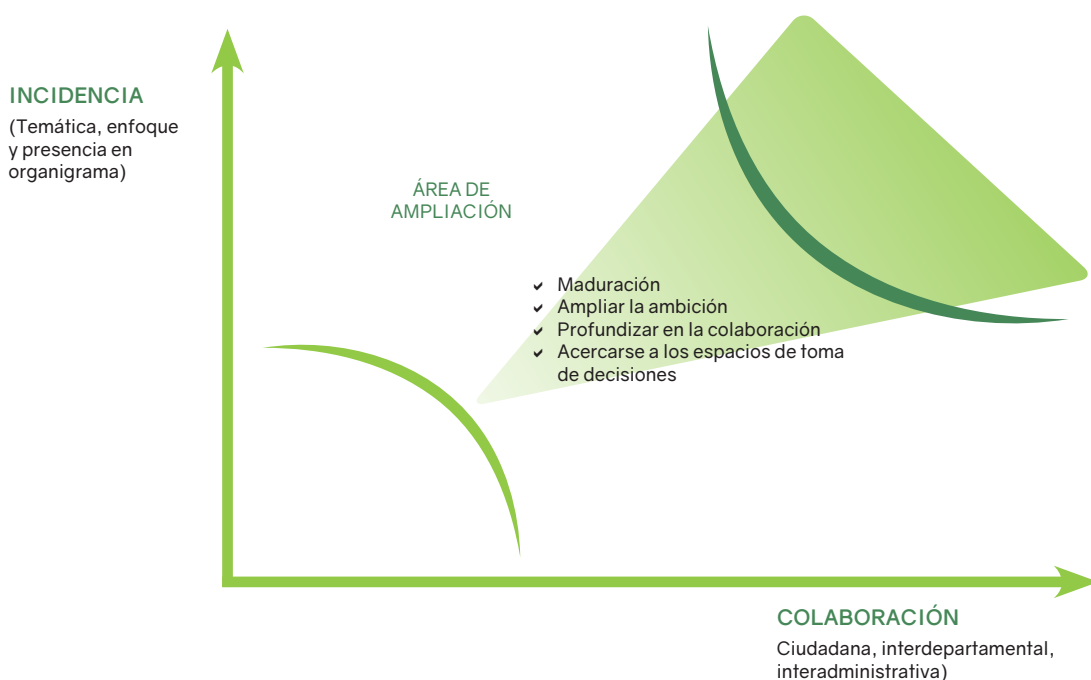 INCIDENCIA
(Temática, enfoque
y presencia en
organigrama)
ÁREA DE
AMPLIACIÓN
Maduración
Ampliar la ambición
Profundizar en la colaboración
Acercarse a los espacios de toma
de decisiones
COLABORACIÓN
Ciudadana, interdepartamental,
interadministrativa)